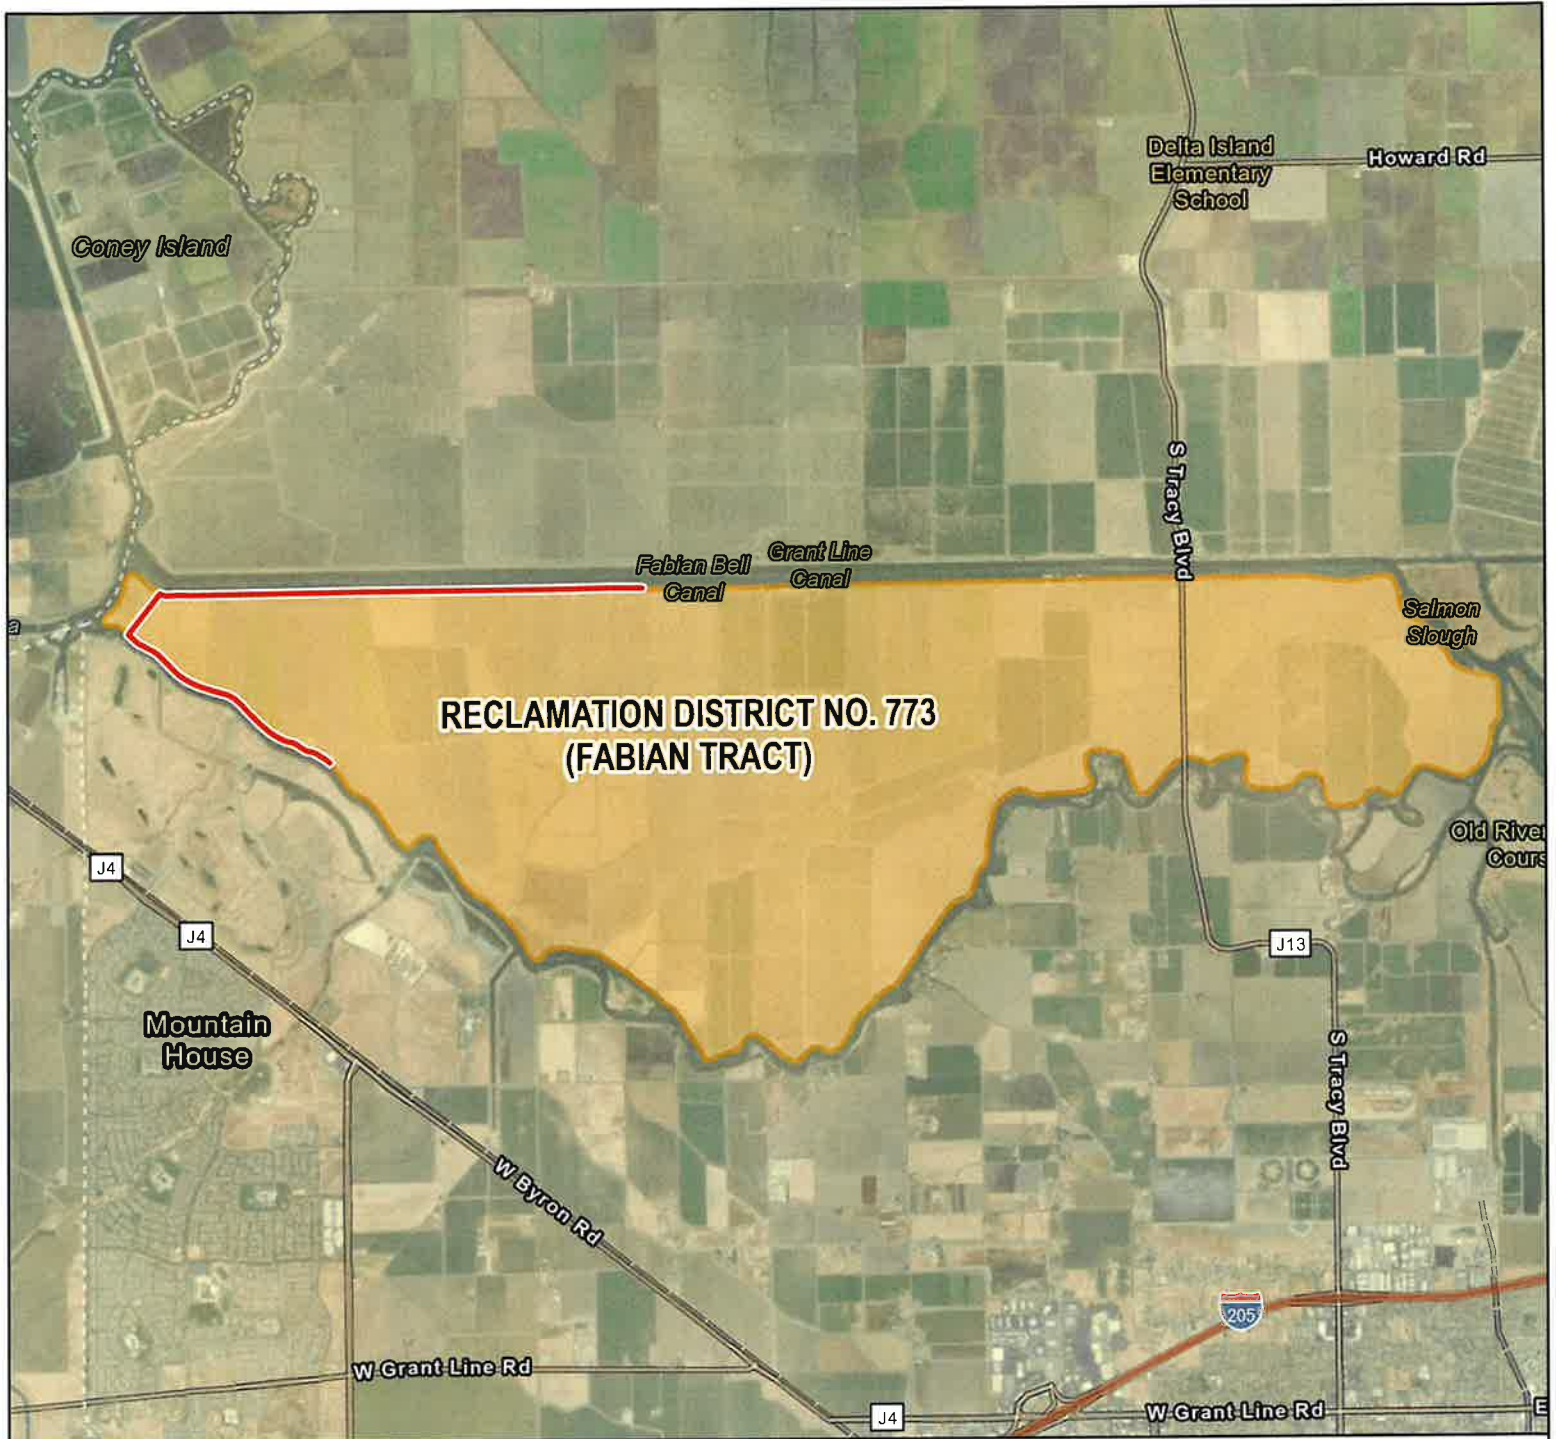 Delta Island
Elementary
School
Howard Rd
Coney Island
S Tracy Blvd
Fabian Bell
Canal
Grant Line
Canal
Salmon
Slough
a
RECLAMATION DISTRICT NO. 773
(FABIAN TRACT)
Old River
Cours
J4
J4
J13
Mountain
House
S Tracy Blvd
W Byron Rd
205
W Grant Line Rd
J4
W Grant Line Rd
E